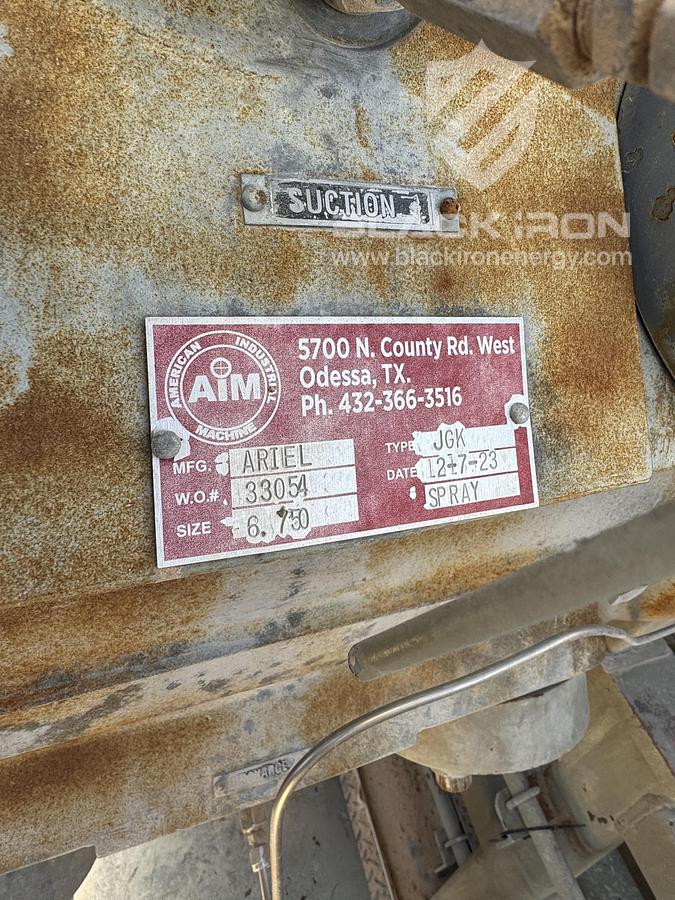 SUCTION
BLACK IRON
www.blackironenergy.com
AMERICAN INDUSTRIAL MACHINE
AIM
5700 N. County Rd. West
Odessa, TX.
Ph. 432-366-3516
MFG. ARIEL
W.O.#. 33054
SIZE 6.750
TYPE JGK
DATE 12-7-23
SPRAY